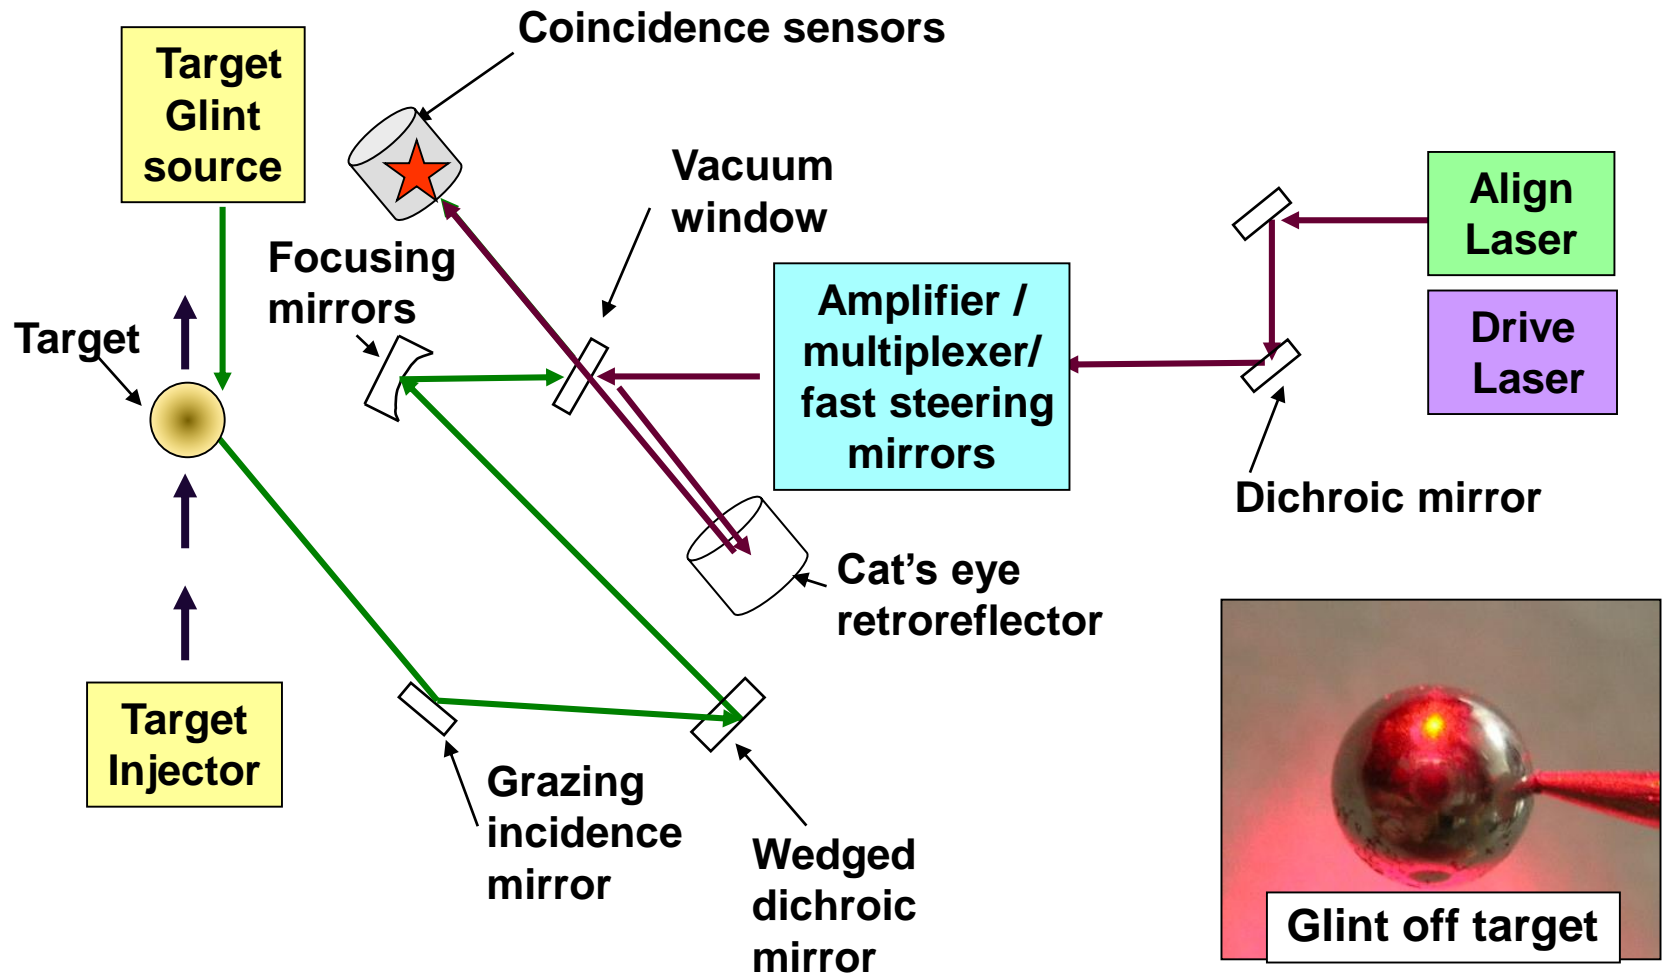 Coincidence sensors
Target
Glint
source
Vacuum
window
Align
Laser
Focusing
mirrors
Target
Amplifier /
multiplexer/
fast steering
mirrors
Drive
Laser
Dichroic mirror
Cat’s eye
retroreflector
Target
Injector
Grazing
incidence
mirror
Wedged
dichroic
mirror
Glint off target